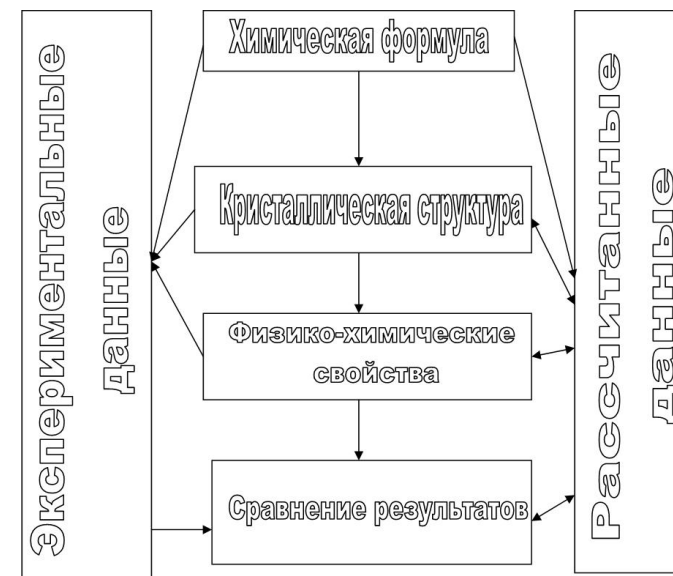 Экспериментальные
данные
Химическая формула
Кристаллическая структура
Физико-химические
свойства
Сравнение результатов
Рассчитанные
данные